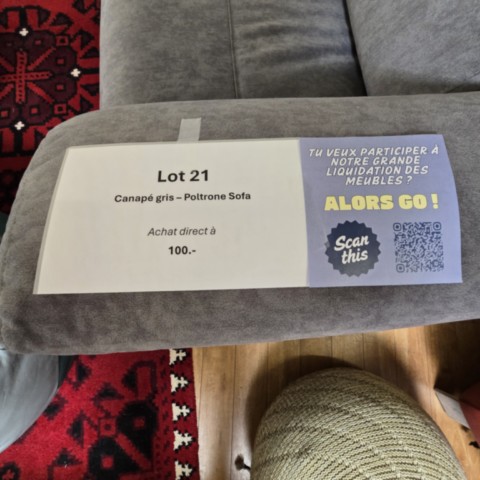 Lot 21
Canapé gris – Poltrone Sofa
Achat direct à
100.-
TU VEUX PARTICIPER À
NOTRE GRANDE
LIQUIDATION DES
MEUBLES ?
ALORS GO !
Scan
this